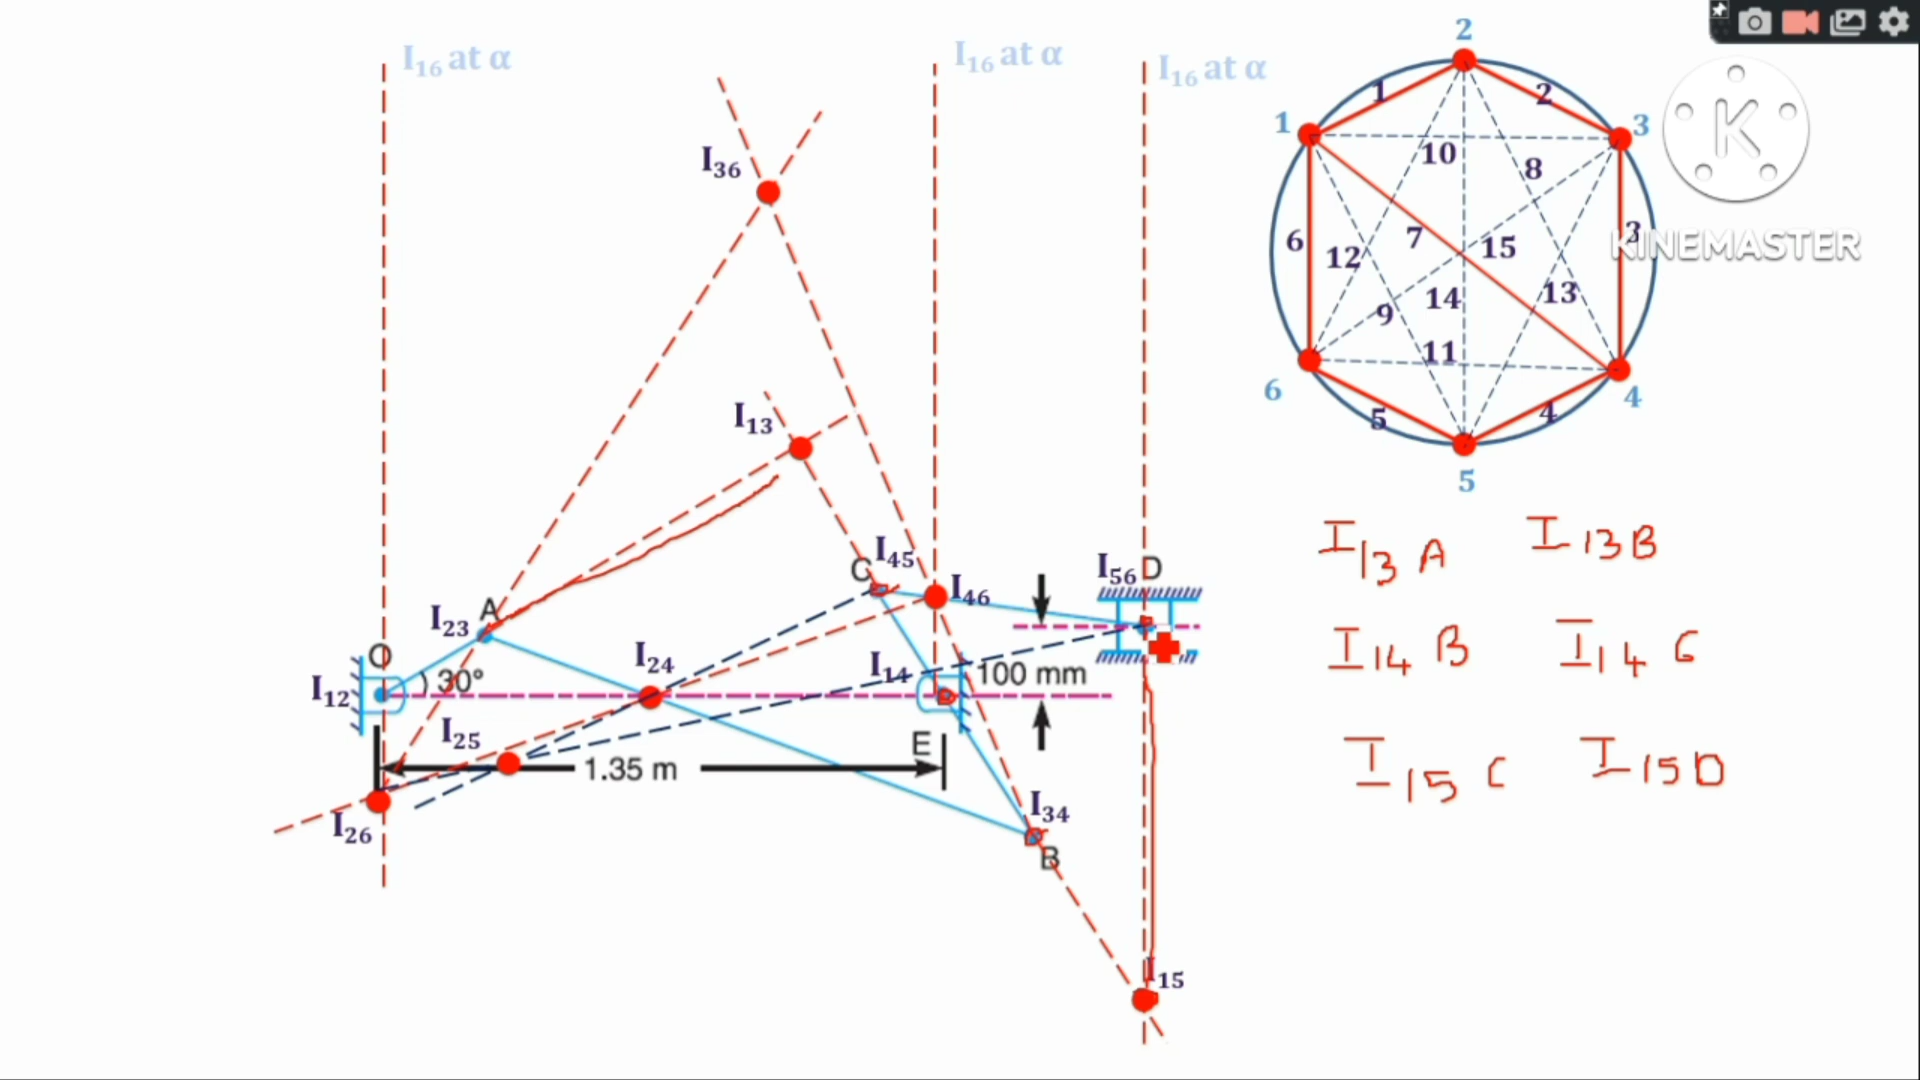 I16 at α
I16 at α
I16 at α
I36
I13
C
I45
I46
I56
D
I23
A
O
30°
I12
I24
I14
100 mm
I25
E
1.35 m
I26
I34
B
I15
2
1
2
1
3
10
8
6
12
7
15
3
14
13
9
11
6
4
5
4
5
K
KINEMASTER
I13 A I13 B
I14 B I14 C
I15 C I15 D